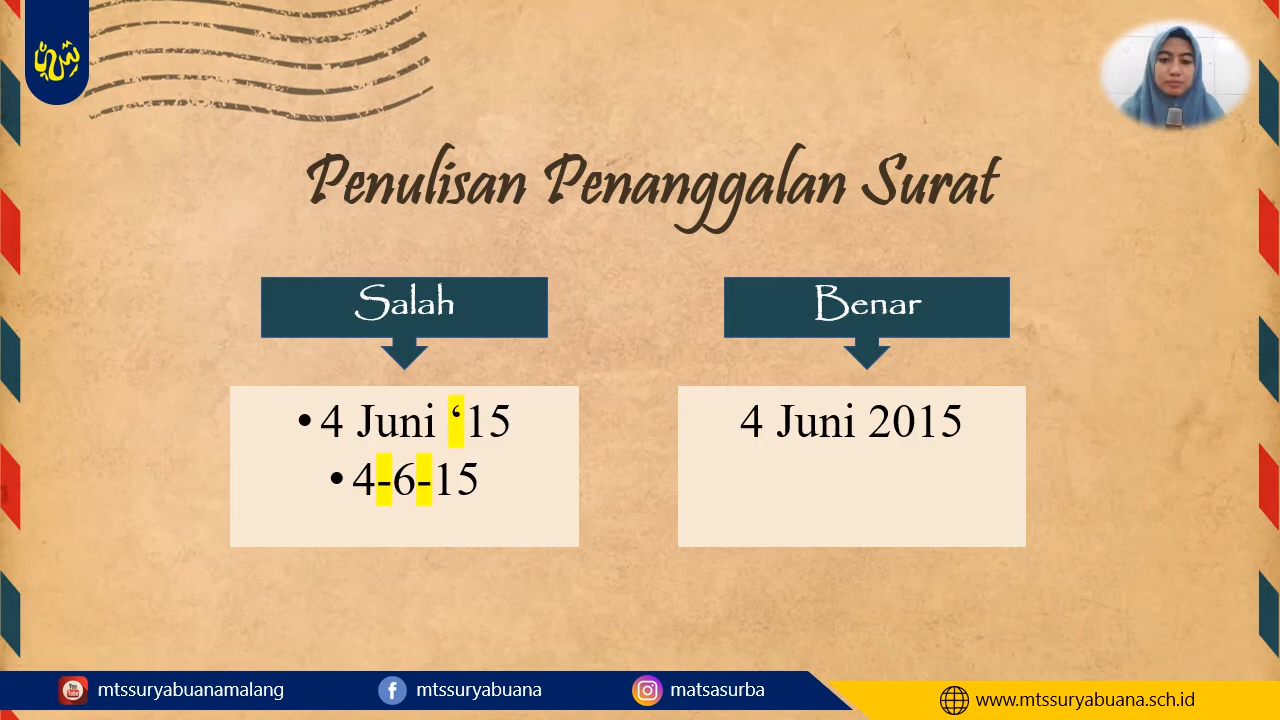 Penulisan Penanggalan Surat
Salah
• 4 Juni ‘15
• 4-6-15
Benar
4 Juni 2015
mtssuryabuanamalang
mtssuryabuana
matsasurba
www.mtssuryabuana.sch.id